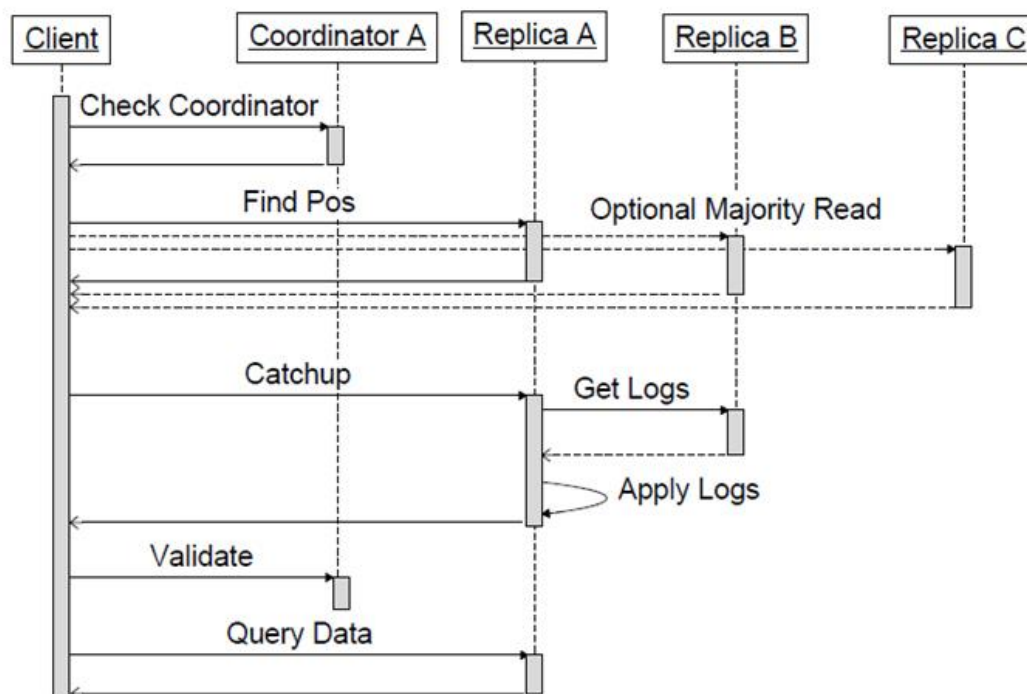 Client
Coordinator A
Replica A
Replica B
Replica C
Check Coordinator
Find Pos
Optional Majority Read
Catchup
Get Logs
Apply Logs
Validate
Query Data